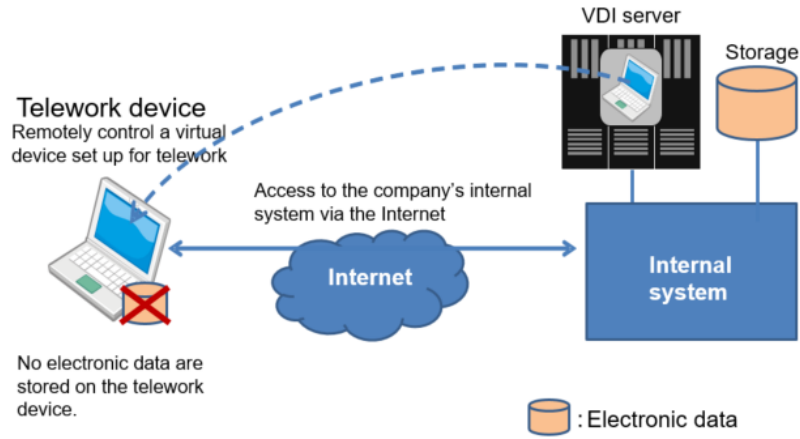 VDI server
Storage
Telework device
Remotely control a virtual
device set up for telework
Access to the company's internal
system via the Internet
Internet
Internal
system
No electronic data are
stored on the telework
device.
: Electronic data